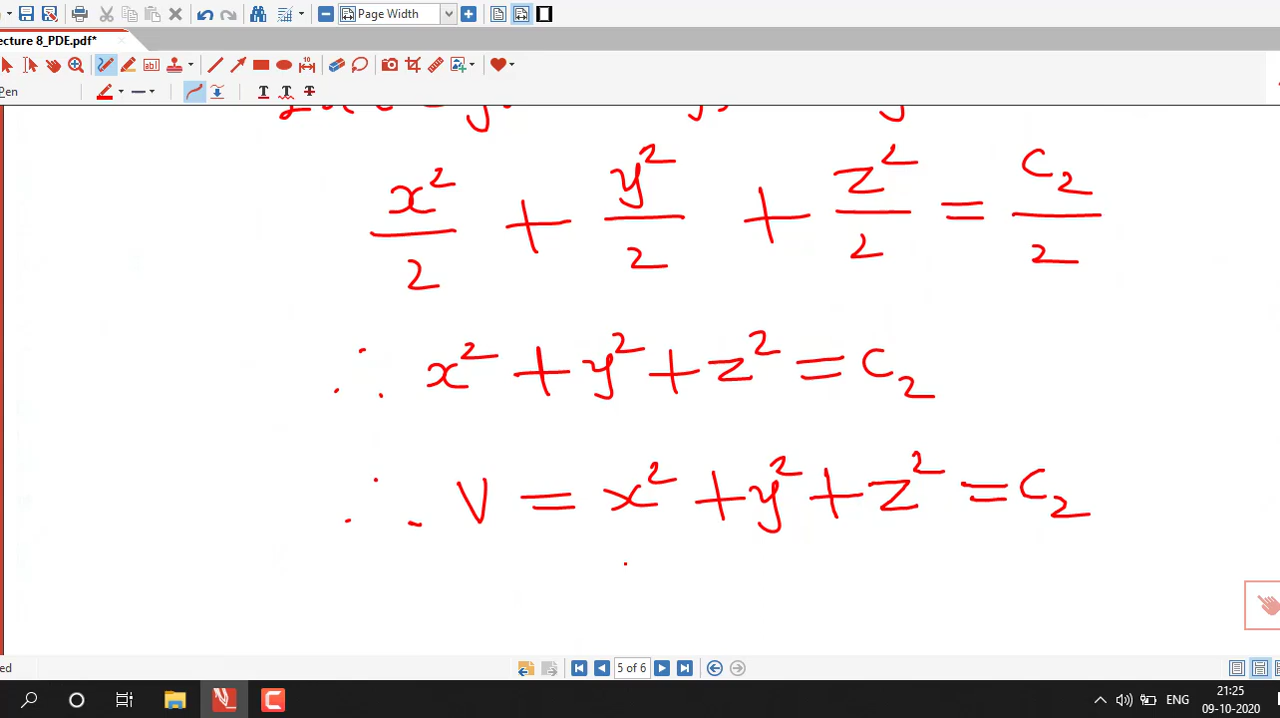 Page Width
ecture 8_PDE.pdf*
Pen
x²/2 + y²/2 + z²/2 = c₂/2
∴ x² + y² + z² = c₂
∴ V = x² + y² + z² = c₂
ed
5 of 6
ENG
21:25
09-10-2020